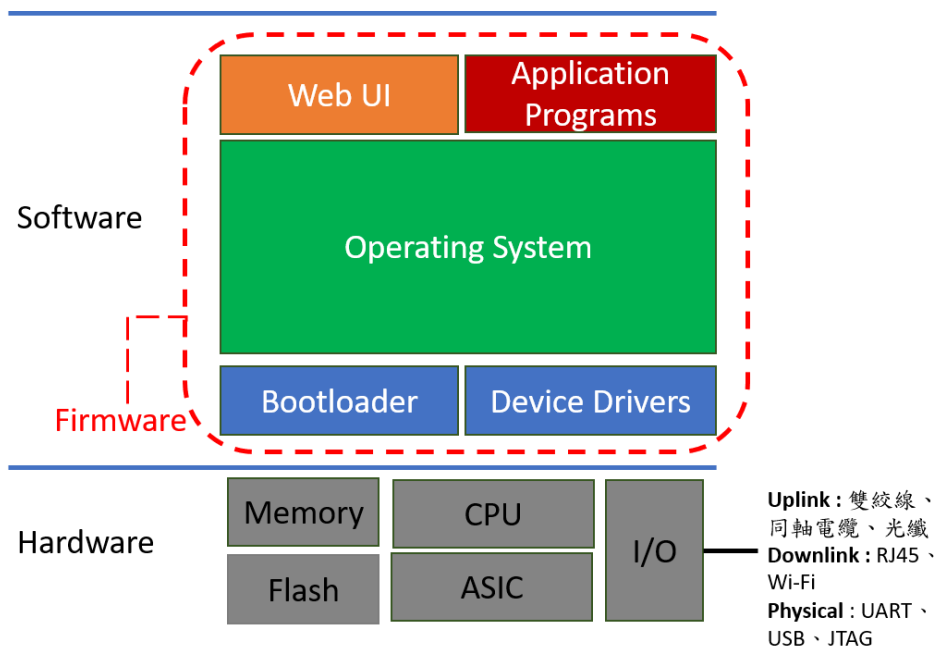 Web UI
Application
Programs
Software
Operating System
Firmware
Bootloader
Device Drivers
Hardware
Memory
CPU
I/O
Flash
ASIC
Uplink : 雙絞線、
同軸電纜、光纖
Downlink : RJ45、
Wi-Fi
Physical : UART、
USB、JTAG